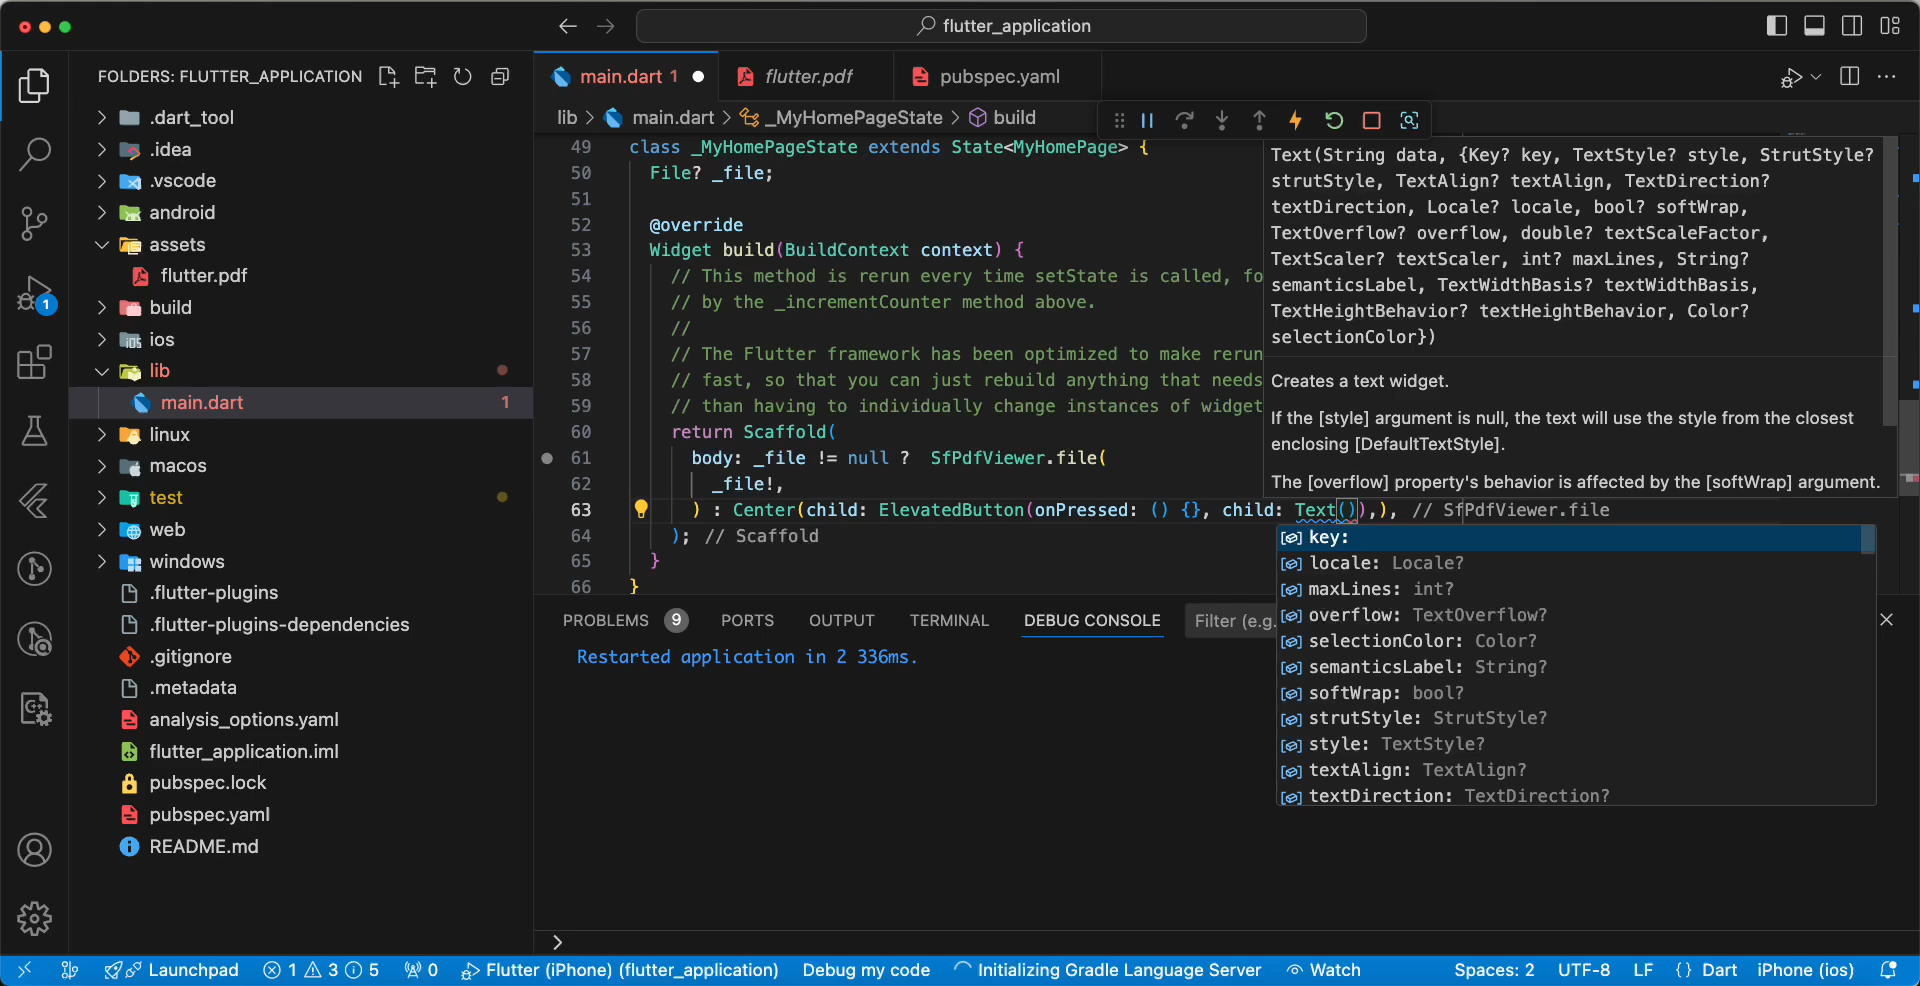 flutter_application
FOLDERS: FLUTTER_APPLICATION
.dart_tool
.idea
.vscode
android
assets
flutter.pdf
build
ios
lib
main.dart 1
linux
macos
test
web
windows
.flutter-plugins
.flutter-plugins-dependencies
.gitignore
.metadata
analysis_options.yaml
flutter_application.iml
pubspec.lock
pubspec.yaml
README.md
1
main.dart 1
flutter.pdf
pubspec.yaml
lib > main.dart > _MyHomePageState > build
49 class _MyHomePageState extends State<MyHomePage> {
50 File? _file;
51
52 @override
53 Widget build(BuildContext context) {
54 // This method is rerun every time setState is called, fo
55 // by the _incrementCounter method above.
56 //
57 // The Flutter framework has been optimized to make rerun
58 // fast, so that you can just rebuild anything that needs
59 // than having to individually change instances of widget
60 return Scaffold(
61 body: _file != null ? SfPdfViewer.file(
62 _file!,
63 ) : Center(child: ElevatedButton(onPressed: () {}, child: Text()),), // SfPdfViewer.file
64 ); // Scaffold
65 }
66 }
Text(String data, {Key? key, TextStyle? style, StrutStyle?
strutStyle, TextAlign? textAlign, TextDirection?
textDirection, Locale? locale, bool? softWrap,
TextOverflow? overflow, double? textScaleFactor,
TextScaler? textScaler, int? maxLines, String?
semanticsLabel, TextWidthBasis? textWidthBasis,
TextHeightBehavior? textHeightBehavior, Color?
selectionColor})
Creates a text widget.
If the [style] argument is null, the text will use the style from the closest
enclosing [DefaultTextStyle].
The [overflow] property's behavior is affected by the [softWrap] argument.
key:
locale: Locale?
maxLines: int?
overflow: TextOverflow?
selectionColor: Color?
semanticsLabel: String?
softWrap: bool?
strutStyle: StrutStyle?
style: TextStyle?
textAlign: TextAlign?
textDirection: TextDirection?
PROBLEMS 9 PORTS OUTPUT TERMINAL DEBUG CONSOLE Filter (e.g.
Restarted application in 2 336ms.
>
Launchpad 1 3 5 0 Flutter (iPhone) (flutter_application) Debug my code Initializing Gradle Language Server Watch Spaces: 2 UTF-8 LF {} Dart iPhone (ios)